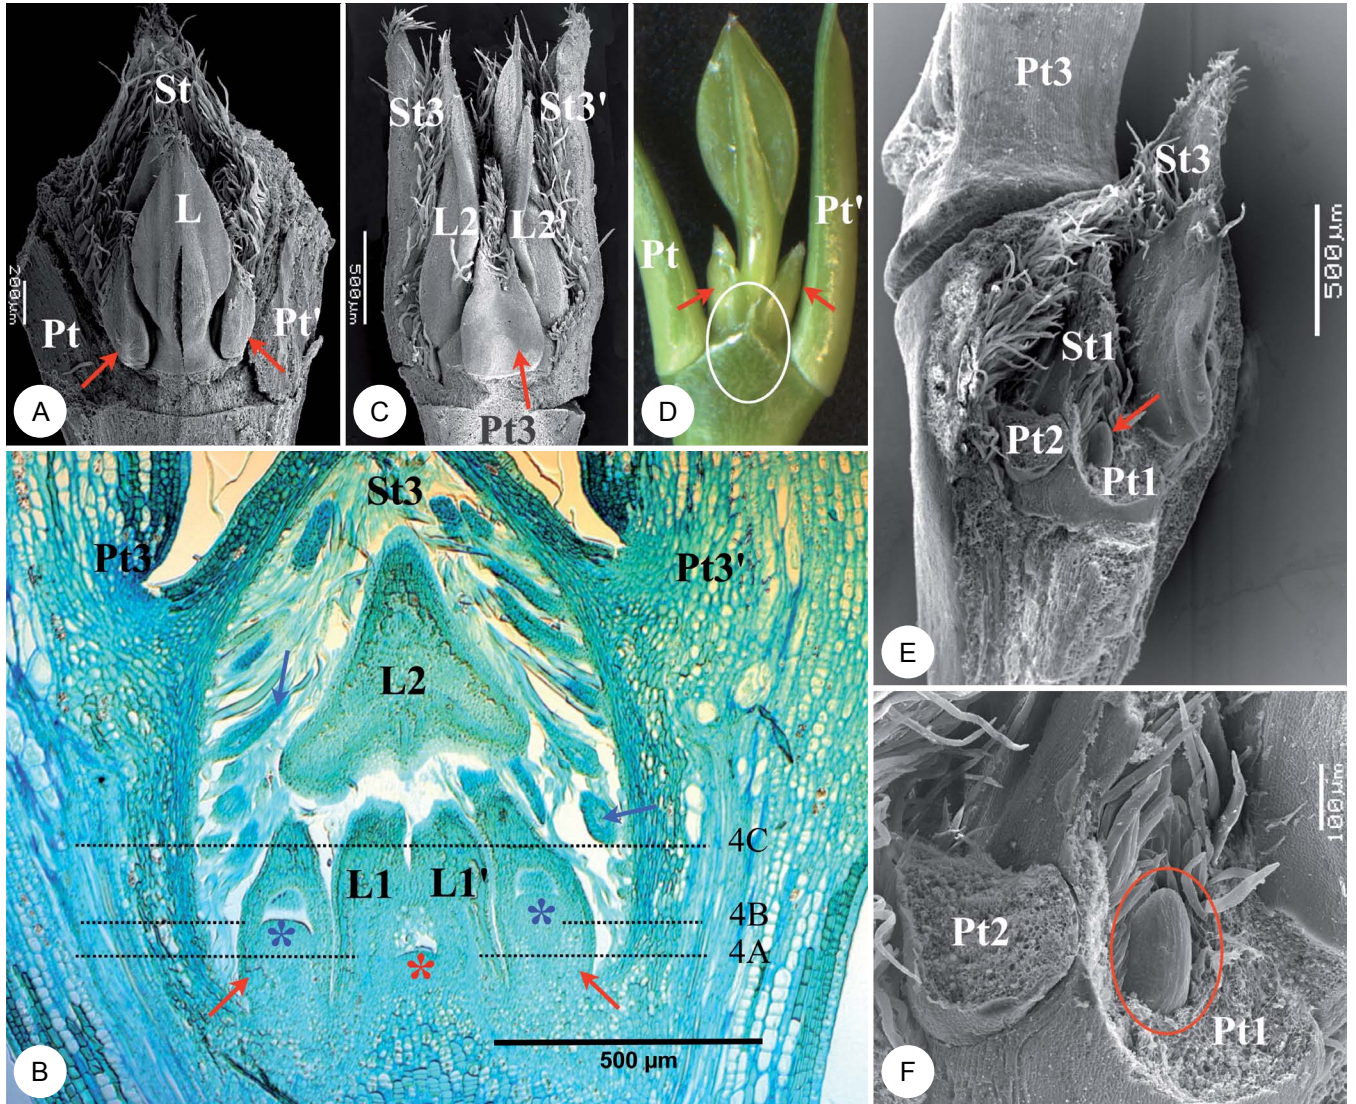 St
L
Pt
Pt'
200µm
A
St3
St3'
L2
L2'
500µm
Pt3
C
Pt
Pt'
D
Pt3
St3
St1
Pt2
Pt1
500µm
E
St3
Pt3
Pt3'
L2
4C
L1
L1'
*
*
4B
4A
*
500 µm
B
Pt2
Pt1
100µm
F